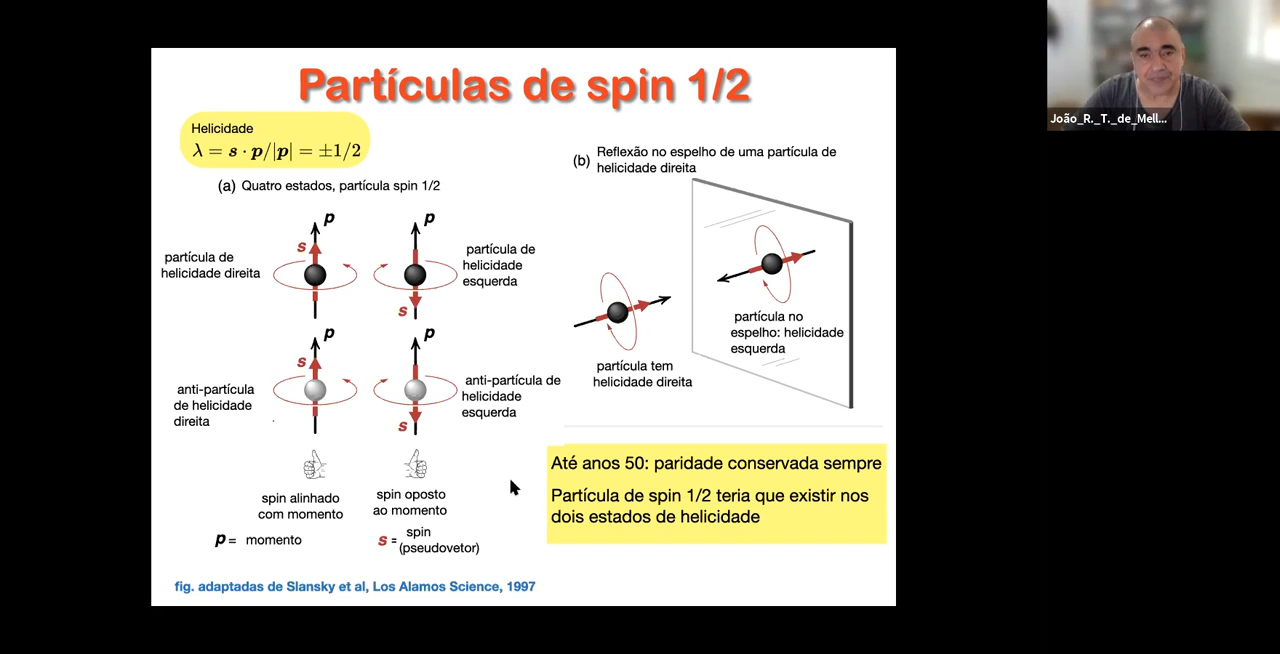 Partículas de spin 1/2
Helicidade
λ = s · p/|p| = ±1/2
(a) Quatro estados, partícula spin 1/2
p
p
s
partícula de
helicidade direita
partícula de
helicidade
esquerda
s
p
p
s
anti-partícula
de helicidade
direita
anti-partícula de
helicidade
esquerda
s
spin alinhado
com momento
spin oposto
ao momento
p = momento
s = spin
(pseudovetor)
(b) Reflexão no espelho de uma partícula de
helicidade direita
partícula no
espelho: helicidade
esquerda
partícula tem
helicidade direita
Até anos 50: paridade conservada sempre
Partícula de spin 1/2 teria que existir nos
dois estados de helicidade
fig. adaptadas de Slansky et al, Los Alamos Science, 1997
João_R._T._de_Mell...